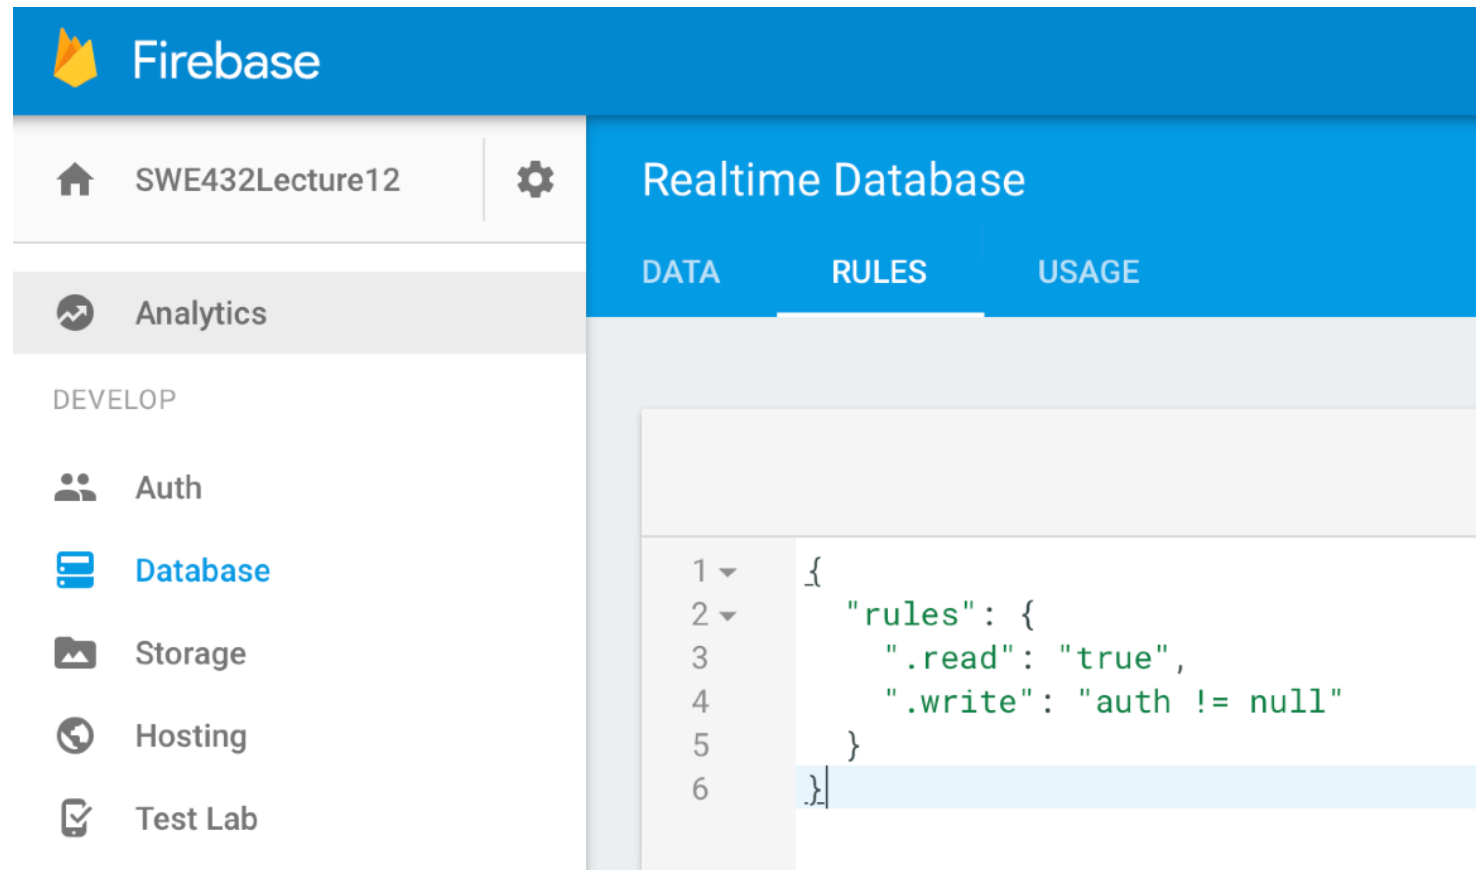 Firebase
SWE432Lecture12
Realtime Database
DATA RULES USAGE
Analytics
DEVELOP
Auth
Database
Storage
Hosting
Test Lab
1 {
2 "rules": {
3 ".read": "true",
4 ".write": "auth != null"
5 }
6 }